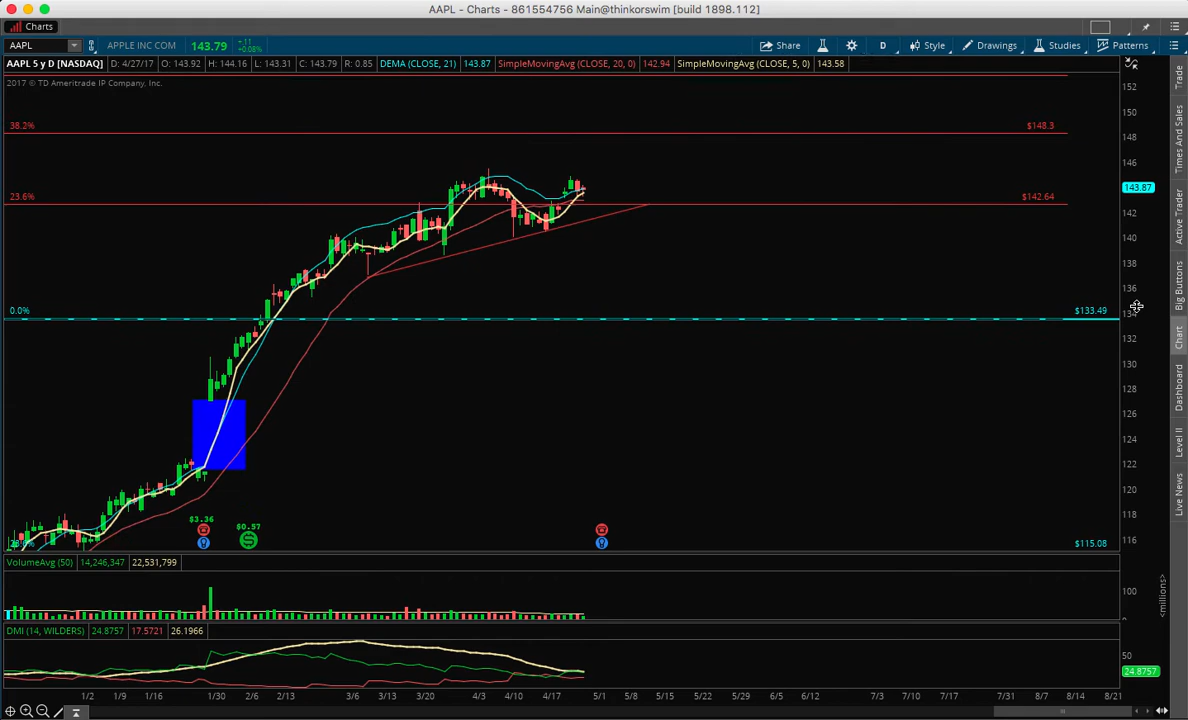 AAPL - Charts - 861554756 Main@thinkorswim [build 1898.112]
Charts
AAPL APPLE INC COM 143.79 +.11 +0.08% Share D Style Drawings Studies Patterns
AAPL 5 y D [NASDAQ] D: 4/27/17 O: 143.92 H: 144.16 L: 143.31 C: 143.79 R: 0.85 DEMA (CLOSE, 21) 143.87 SimpleMovingAvg (CLOSE, 20, 0) 142.94 SimpleMovingAvg (CLOSE, 5, 0) 143.58
2017 © TD Ameritrade IP Company, Inc.
152
150
38.2% $148.3
148
146
143.87
23.6% $142.64
142
140
138
136
0.0% $133.49
134
132
130
128
126
124
122
120
118
116
$3.36 $0.57
$
$115.08
VolumeAvg (50) 14,246,347 22,531,799
100
0
<millions>
DMI (14, WILDERS) 24.8757 17.5721 26.1966
50
24.8757
1/2 1/9 1/16 1/30 2/6 2/13 3/6 3/13 3/20 4/3 4/10 4/17 5/1 5/8 5/15 5/22 5/29 6/5 6/12 7/3 7/10 7/17 7/31 8/7 8/14 8/21
Trade
Times And Sales
Active Trader
Big Buttons
Chart
Dashboard
Level II
Live News